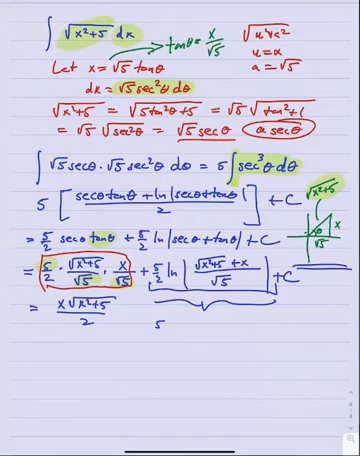 ∫ √(x²+5) dx
tanθ = x/√5
√(u²+a²)
u = x
a = √5
Let x = √5 tanθ
dx = √5 sec²θ dθ
√(x²+5) = √(5tan²θ+5) = √5 √(tan²θ+1)
= √5 √(sec²θ) = √5 secθ
a secθ
∫ √5 secθ · √5 sec²θ dθ = 5 ∫ sec³θ dθ
5 [ (secθ tanθ + ln|secθ + tanθ|)/2 ] + C
√(x²+5)
x
θ
√5
= 5/2 secθ tanθ + 5/2 ln|secθ + tanθ| + C
= 5/2 · √(x²+5)/√5 · x/√5 + 5/2 ln |(√(x²+5) + x)/√5| + C
= x√(x²+5)/2
5